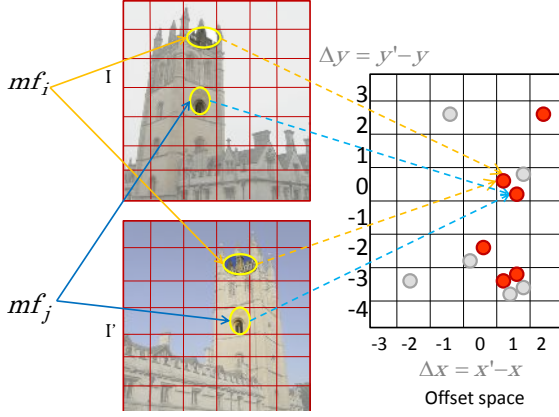 Δy = y'−y
mf_i
I
3
2
1
0
-1
-2
-3
-4
mf_j
I'
-3 -2 -1 0 1 2
Δx = x'−x
Offset space